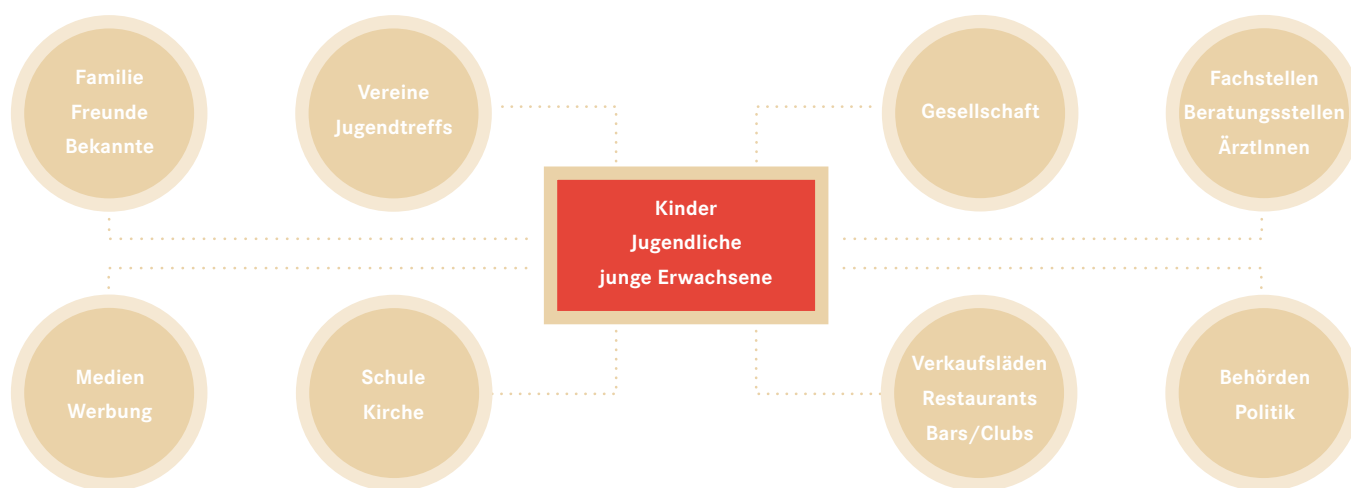 Familie
Freunde
Bekannte
Vereine
Jugendtreffs
Gesellschaft
Fachstellen
Beratungsstellen
ÄrztInnen
Kinder
Jugendliche
junge Erwachsene
Medien
Werbung
Schule
Kirche
Verkaufsläden
Restaurants
Bars/Clubs
Behörden
Politik